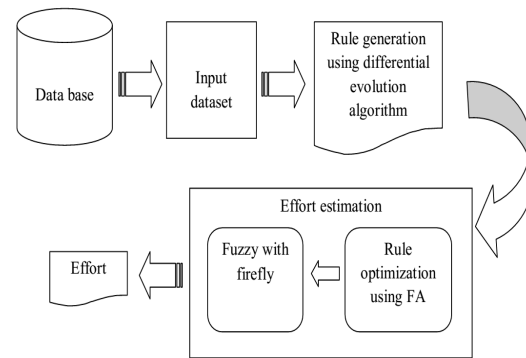 Data base
Input
dataset
Rule generation
using differential
evolution
algorithm
Effort estimation
Rule
optimization
using FA
Fuzzy with
firefly
Effort